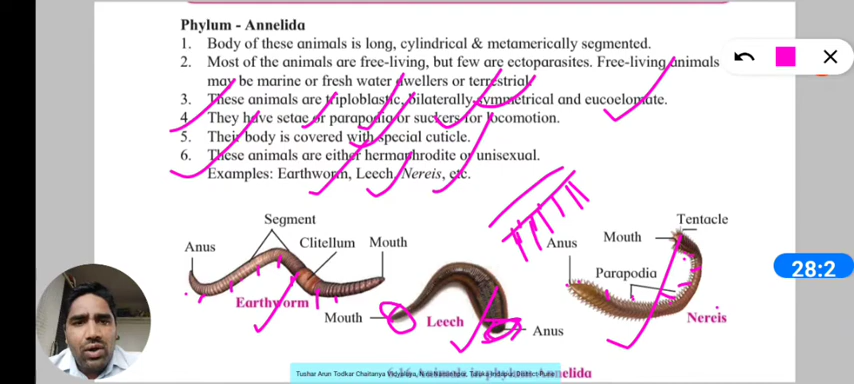 Phylum - Annelida
1. Body of these animals is long, cylindrical & metamerically segmented.
2. Most of the animals are free-living, but few are ectoparasites. Free-living animals
may be marine or fresh water dwellers or terrestrial.
3. These animals are triploblastic, bilaterally symmetrical and eucoelomate.
4. They have setae or parapodia or suckers for locomotion.
5. Their body is covered with special cuticle.
6. These animals are either hermaphrodite or unisexual.
Examples: Earthworm, Leech, Nereis, etc.
Segment
Tentacle
Anus
Clitellum
Mouth
Anus
Mouth
Parapodia
28:2
Earthworm
Mouth
Leech
Anus
Nereis
Tushar Arun Todkar Chaitanya